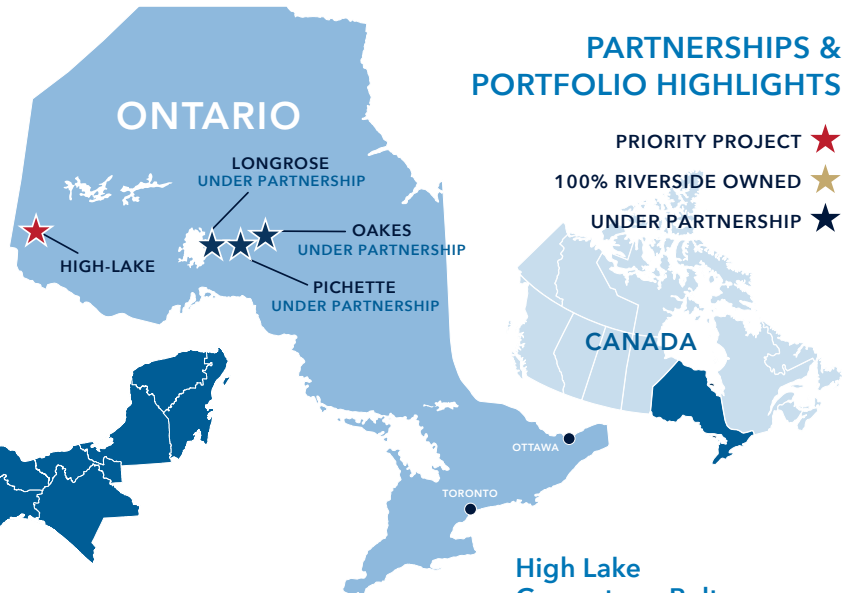 PARTNERSHIPS &
PORTFOLIO HIGHLIGHTS
PRIORITY PROJECT
100% RIVERSIDE OWNED
UNDER PARTNERSHIP
ONTARIO
LONGROSE
UNDER PARTNERSHIP
OAKES
UNDER PARTNERSHIP
HIGH-LAKE
PICHETTE
UNDER PARTNERSHIP
CANADA
OTTAWA
TORONTO
High Lake